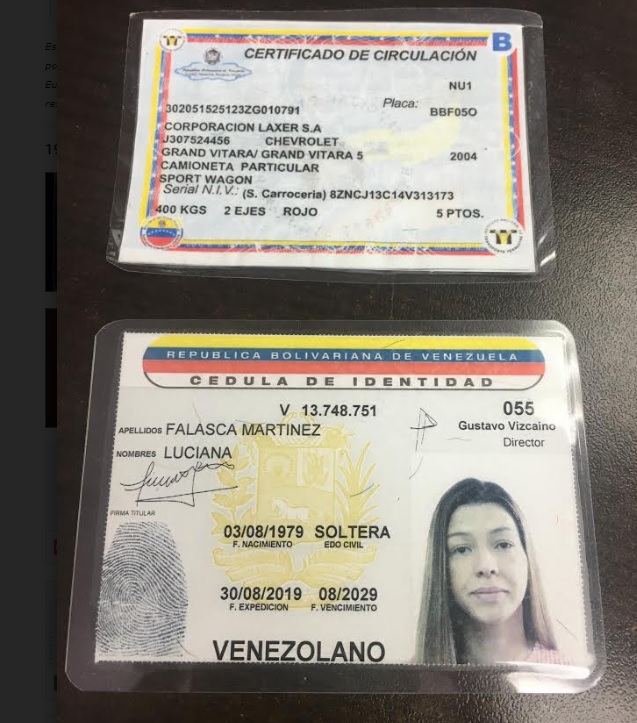 CERTIFICADO DE CIRCULACIÓN
B
NU1
302051525123ZG010791
Placa: BBF05O
CORPORACION LAXER S.A
J307524456 CHEVROLET
GRAND VITARA/ GRAND VITARA 5 2004
CAMIONETA PARTICULAR
SPORT WAGON
Serial N.I.V.: (S. Carroceria) 8ZNCJ13C14V313173
400 KGS 2 EJES ROJO 5 PTOS.
REPUBLICA BOLIVARIANA DE VENEZUELA
CEDULA DE IDENTIDAD
V 13.748.751
055
APELLIDOS FALASCA MARTINEZ
Gustavo Vizcaino
Director
NOMBRES LUCIANA
FIRMA TITULAR
03/08/1979 SOLTERA
F. NACIMIENTO EDO CIVIL
30/08/2019 08/2029
F. EXPEDICION F. VENCIMIENTO
VENEZOLANO